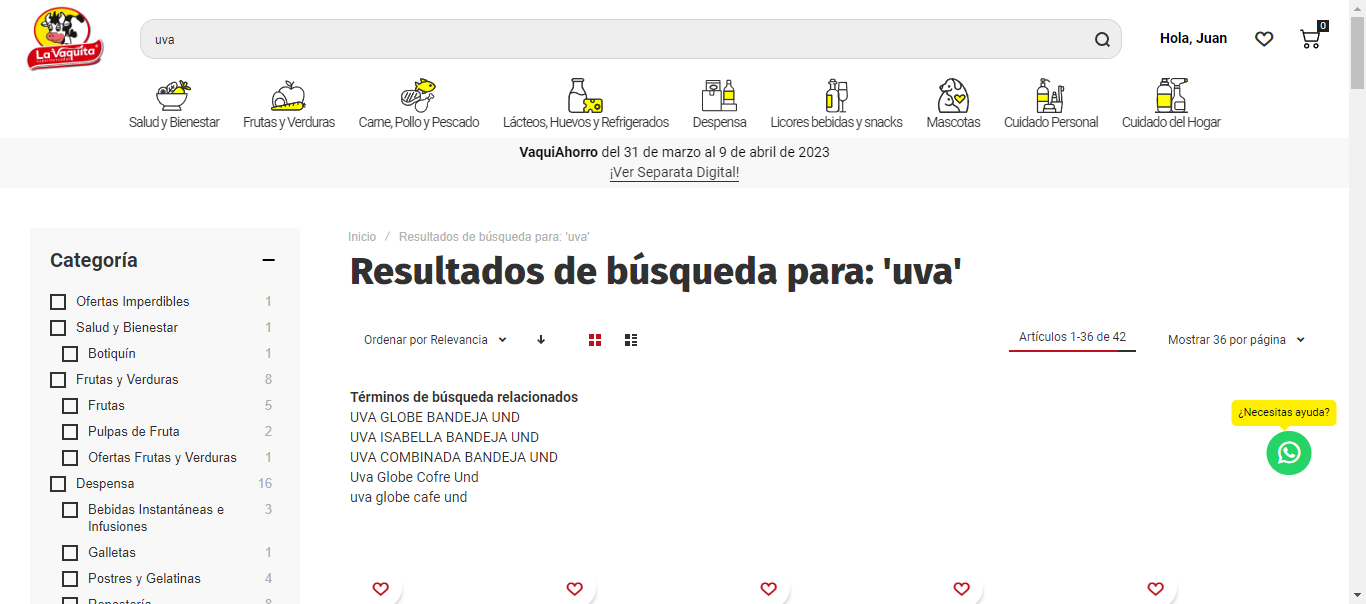 La Vaquita
uva
Hola, Juan
0
Salud y Bienestar
Frutas y Verduras
Carne, Pollo y Pescado
Lácteos, Huevos y Refrigerados
Despensa
Licores bebidas y snacks
Mascotas
Cuidado Personal
Cuidado del Hogar
VaquiAhorro del 31 de marzo al 9 de abril de 2023
¡Ver Separata Digital!
Categoría
Ofertas Imperdibles 1
Salud y Bienestar 1
Botiquín 1
Frutas y Verduras 8
Frutas 5
Pulpas de Fruta 2
Ofertas Frutas y Verduras 1
Despensa 16
Bebidas Instantáneas e 3
Infusiones
Galletas 1
Postres y Gelatinas 4
Repostería 8
Inicio / Resultados de búsqueda para: 'uva'
Resultados de búsqueda para: 'uva'
Ordenar por Relevancia
Artículos 1-36 de 42
Mostrar 36 por página
Términos de búsqueda relacionados
UVA GLOBE BANDEJA UND
UVA ISABELLA BANDEJA UND
UVA COMBINADA BANDEJA UND
Uva Globe Cofre Und
uva globe cafe und
¿Necesitas ayuda?